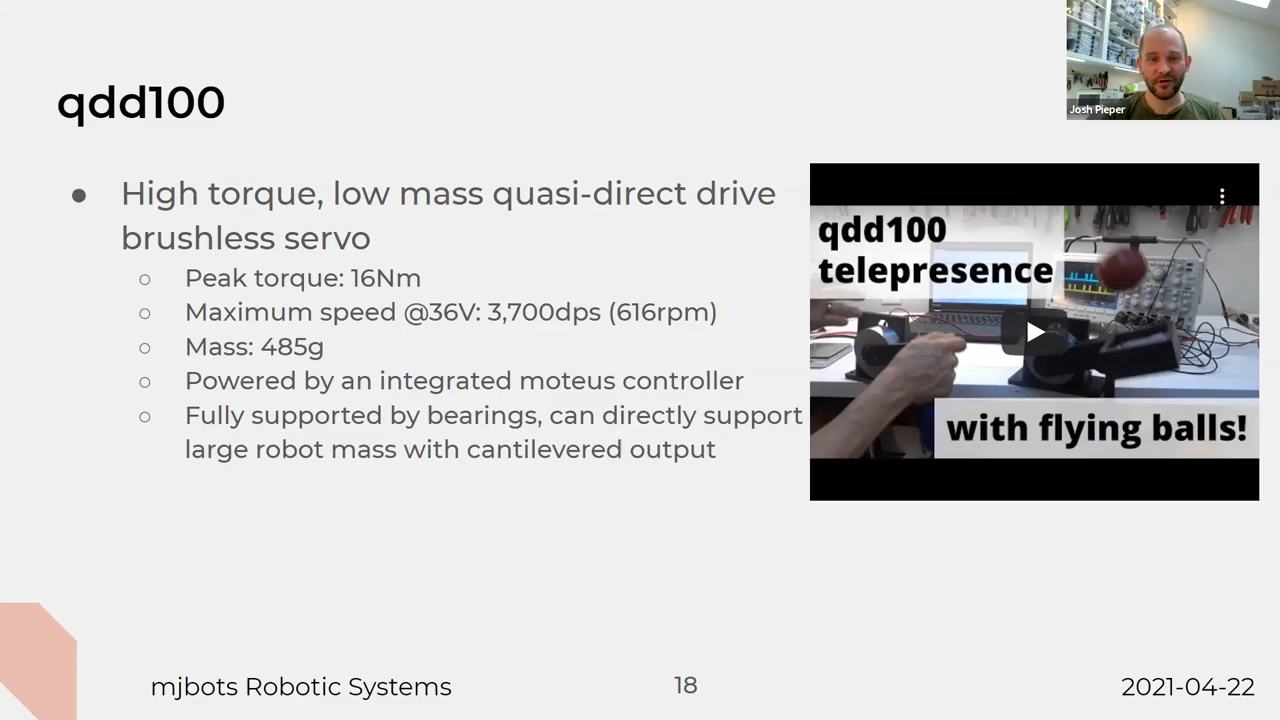 Josh Pieper
qdd100
● High torque, low mass quasi-direct drive
brushless servo
○ Peak torque: 16Nm
○ Maximum speed @36V: 3,700dps (616rpm)
○ Mass: 485g
○ Powered by an integrated moteus controller
○ Fully supported by bearings, can directly support
large robot mass with cantilevered output
qdd100
telepresence
with flying balls!
mjbots Robotic Systems
18
2021-04-22